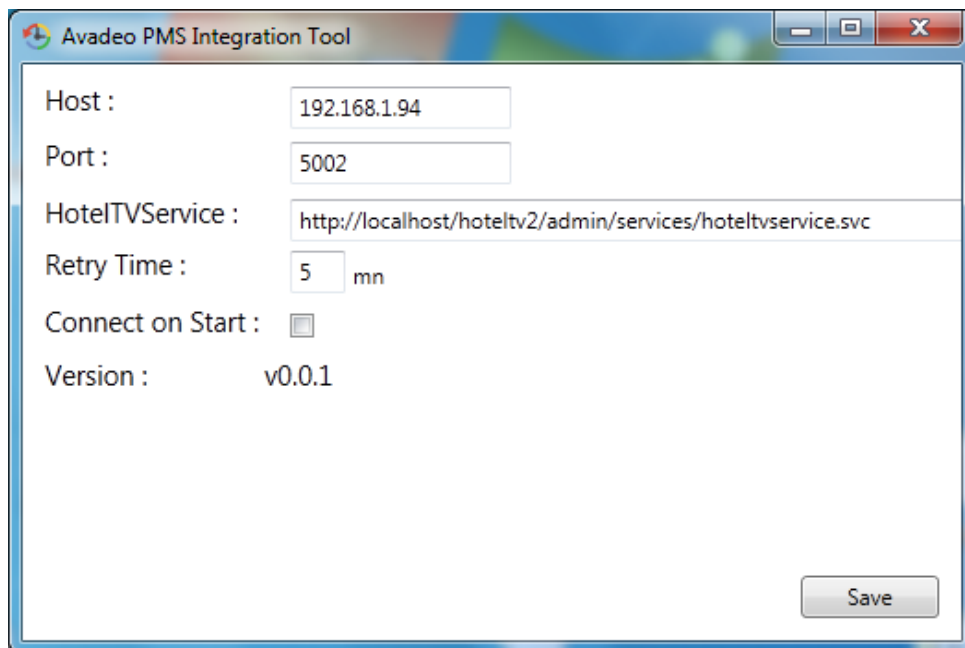 Avadeo PMS Integration Tool
Host : 192.168.1.94
Port : 5002
HotelTVService : http://localhost/hoteltv2/admin/services/hoteltvservice.svc
Retry Time : 5 mn
Connect on Start :
Version : v0.0.1
Save